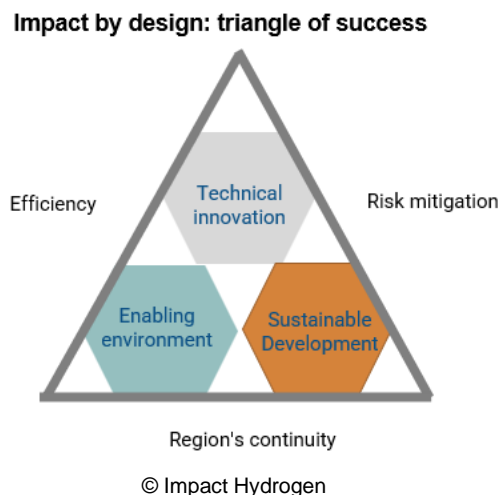 Impact by design: triangle of success
Technical
innovation
Efficiency
Risk mitigation
Enabling
environment
Sustainable
Development
Region's continuity
© Impact Hydrogen